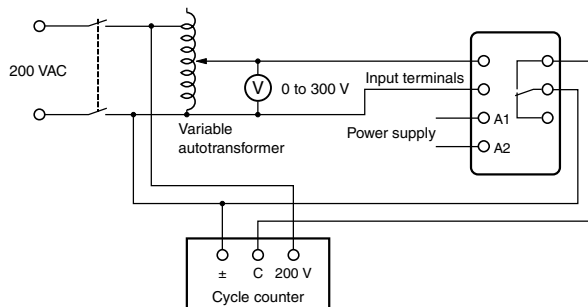 200 VAC
V
0 to 300 V
Input terminals
Variable
autotransformer
A1
Power supply
A2
± C 200 V
Cycle counter